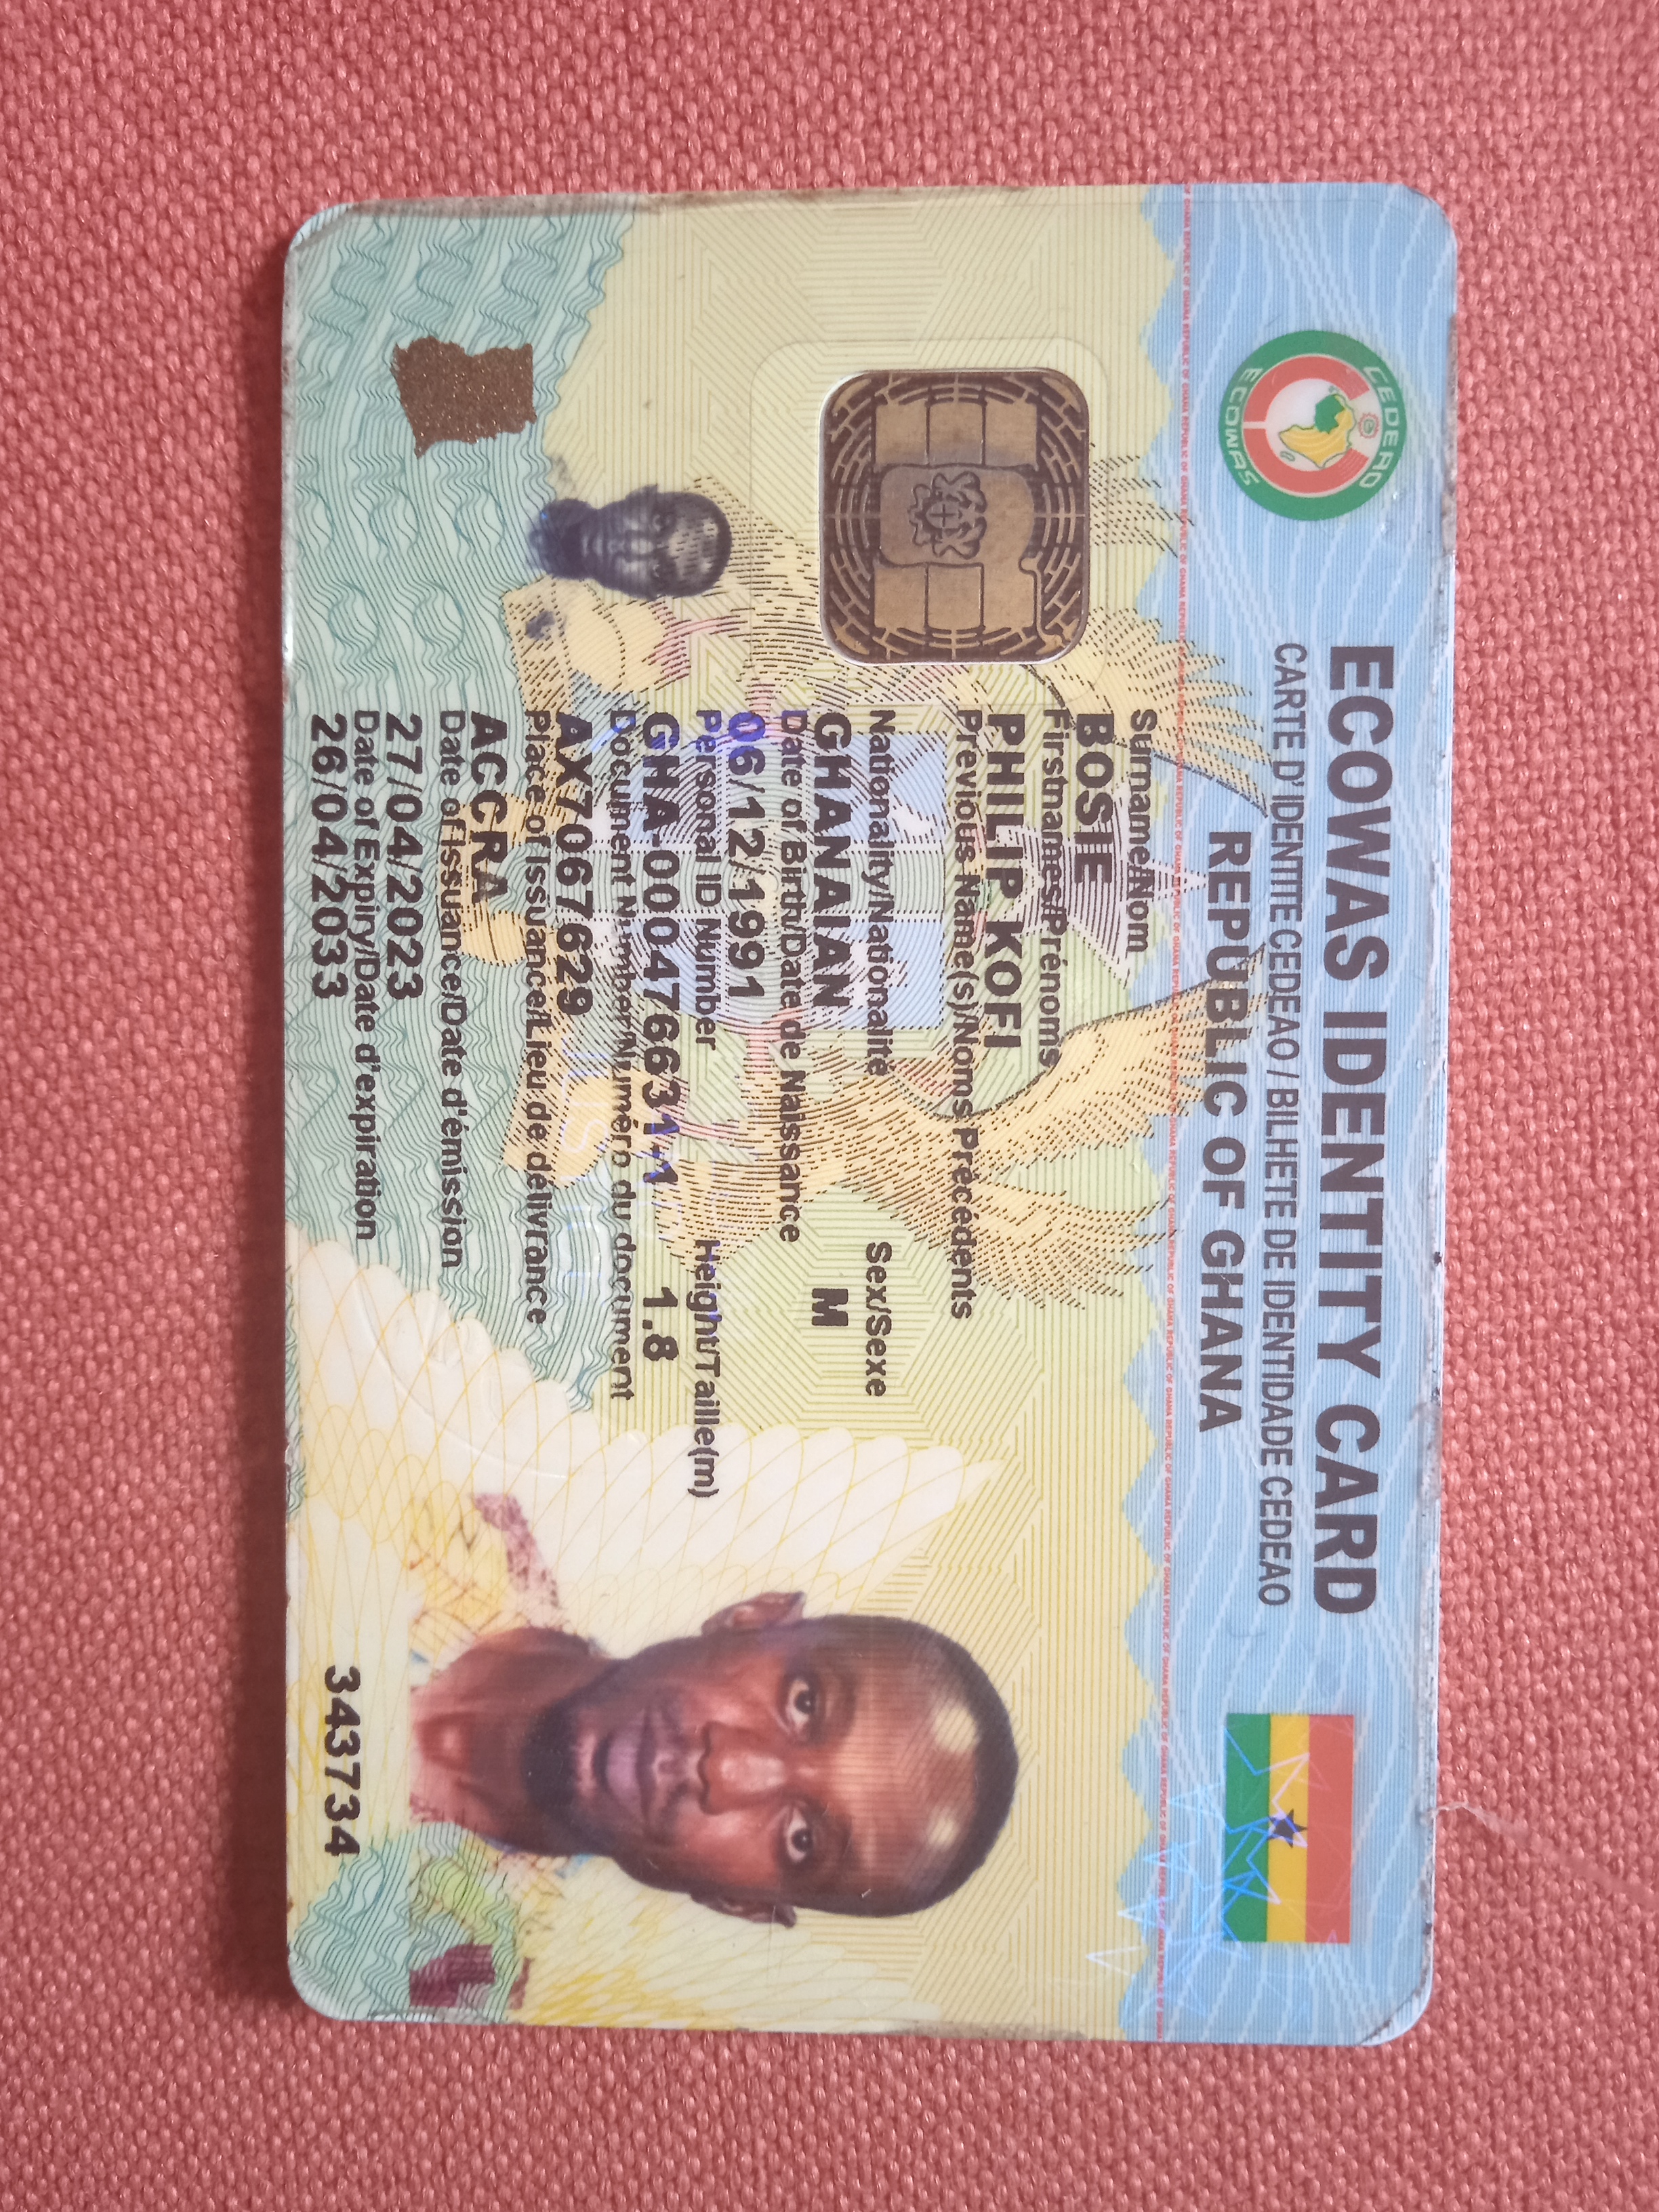 CEDEAO
ECOWAS
ECOWAS IDENTITY CARD
CARTE D'IDENTITE CEDEAO / BILHETE DE IDENTIDADE CEDEAO
REPUBLIC OF GHANA
Surname/Nom
BOSIE
Firstnames/Prénoms
PHILIP KOFI
Previous Name(s)/Noms Précédents
Nationality/Nationalité Sex/Sexe
GHANAIAN M
Date of Birth/Date de Naissance
06/12/1991
Personal ID Number Height/Taille(m)
GHA-000476631-1 1.8
Document Number/Numéro du document
AX7067629
Place of Issuance/Lieu de délivrance
ACCRA
Date of Issuance/Date d'émission
27/04/2023
Date of Expiry/Date d'expiration
26/04/2033
343734